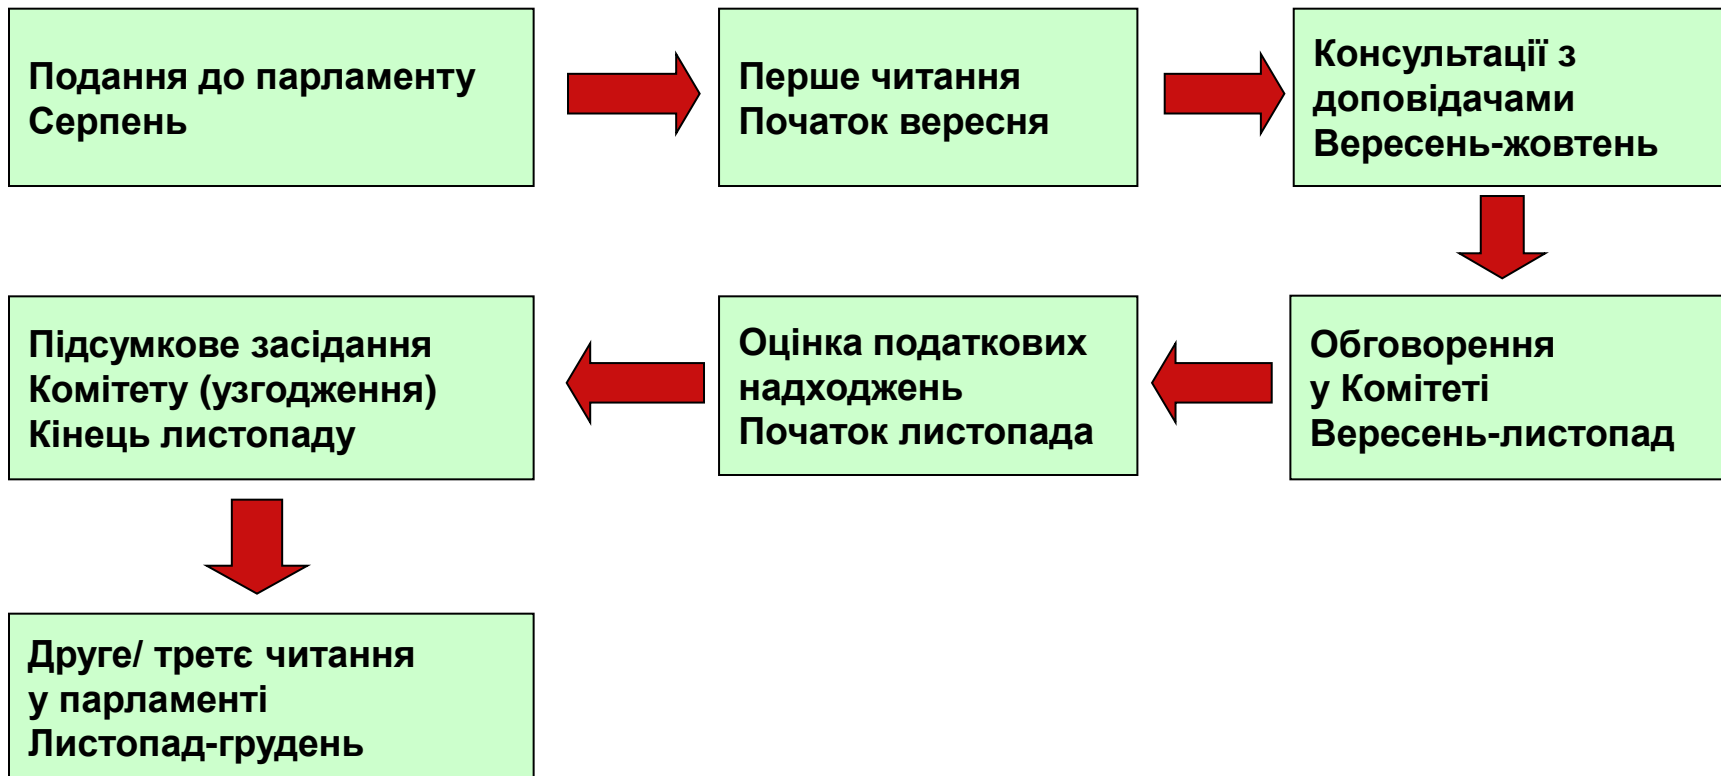 Подання до парламенту
Серпень
Перше читання
Початок вересня
Консультації з
доповідачами
Вересень-жовтень
Обговорення
у Комітеті
Вересень-листопад
Оцінка податкових
надходжень
Початок листопада
Підсумкове засідання
Комітету (узгодження)
Кінець листопаду
Друге/ третє читання
у парламенті
Листопад-грудень